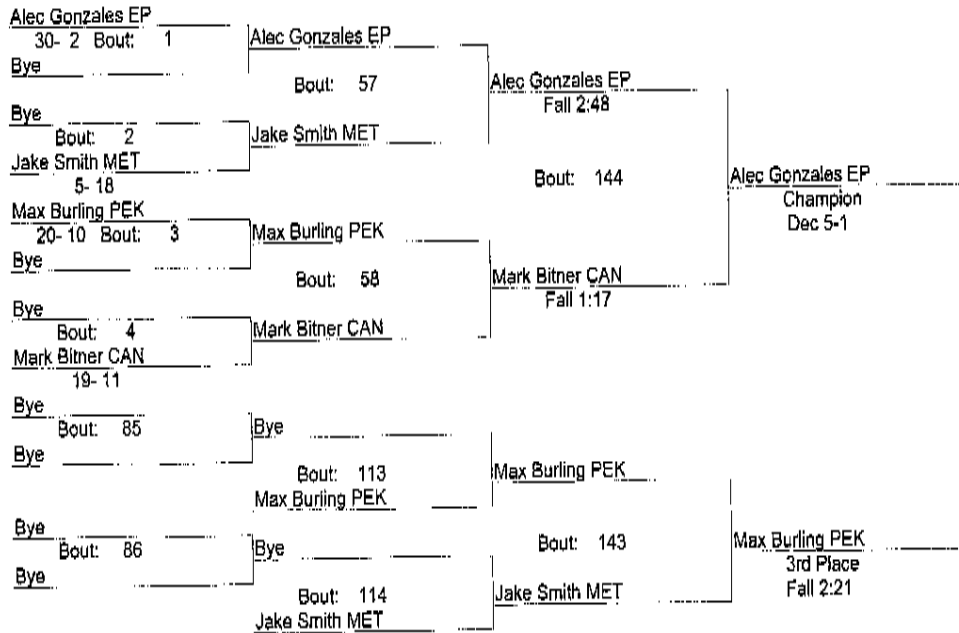 Alec Gonzales EP
30- 2 Bout: 1
Bye
Bye
Bout: 2
Jake Smith MET
5- 18
Max Burling PEK
20- 10 Bout: 3
Bye
Bye
Bout: 4
Mark Bitner CAN
19- 11
Bye
Bout: 85
Bye
Bye
Bout: 86
Bye
Alec Gonzales EP
Bout: 57
Jake Smith MET
Max Burling PEK
Bout: 58
Mark Bitner CAN
Bye
Bout: 113
Max Burling PEK
Bye
Bout: 114
Jake Smith MET
Alec Gonzales EP
Fall 2:48
Bout: 144
Mark Bitner CAN
Fall 1:17
Max Burling PEK
Bout: 143
Jake Smith MET
Alec Gonzales EP
Champion
Dec 5-1
Max Burling PEK
3rd Place
Fall 2:21